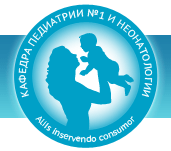 КАФЕДРА ПЕДИАТРИИ №1 И НЕОНАТОЛОГИИ
Aliis inservendo consumor